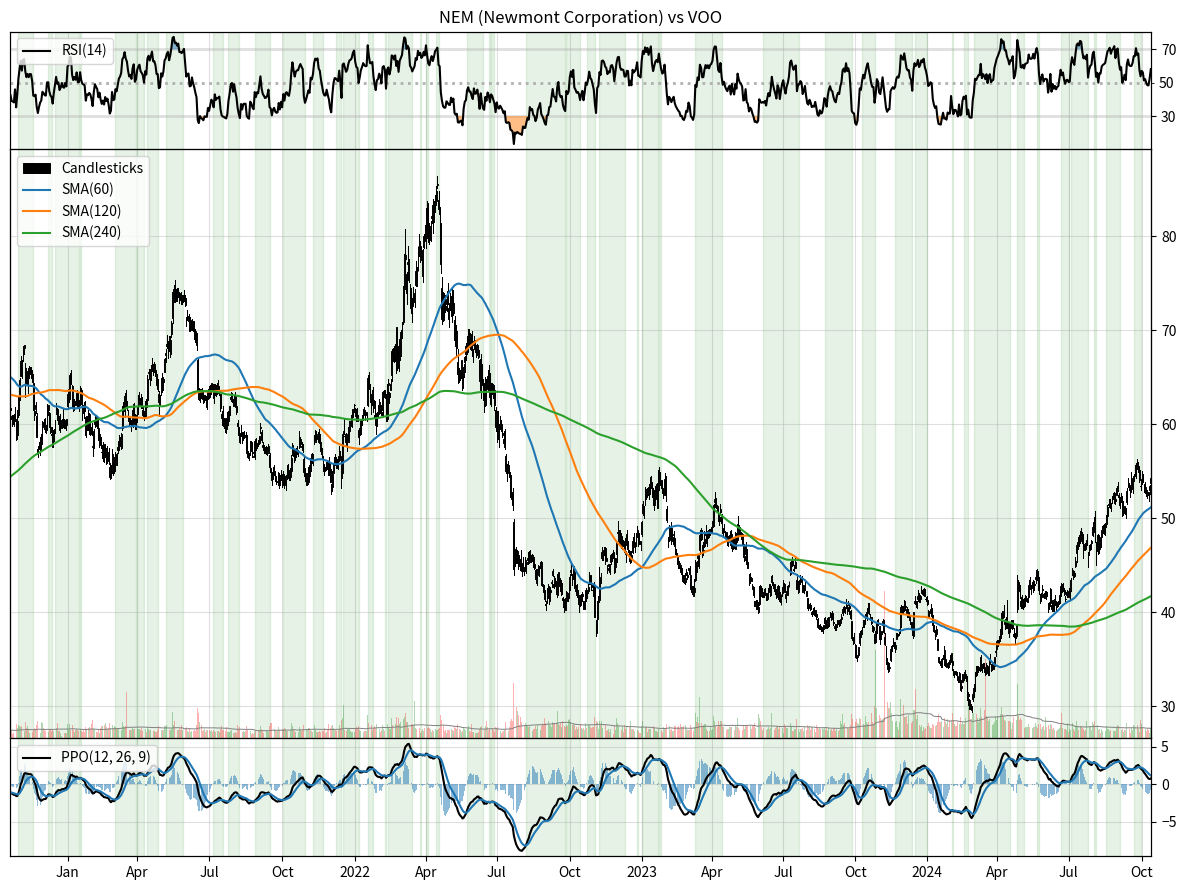 NEM (Newmont Corporation) vs VOO
RSI(14)
70
50
30
Candlesticks
SMA(60)
SMA(120)
SMA(240)
80
70
60
50
40
30
PPO(12, 26, 9)
5
0
−5
Jan Apr Jul Oct 2022 Apr Jul Oct 2023 Apr Jul Oct 2024 Apr Jul Oct